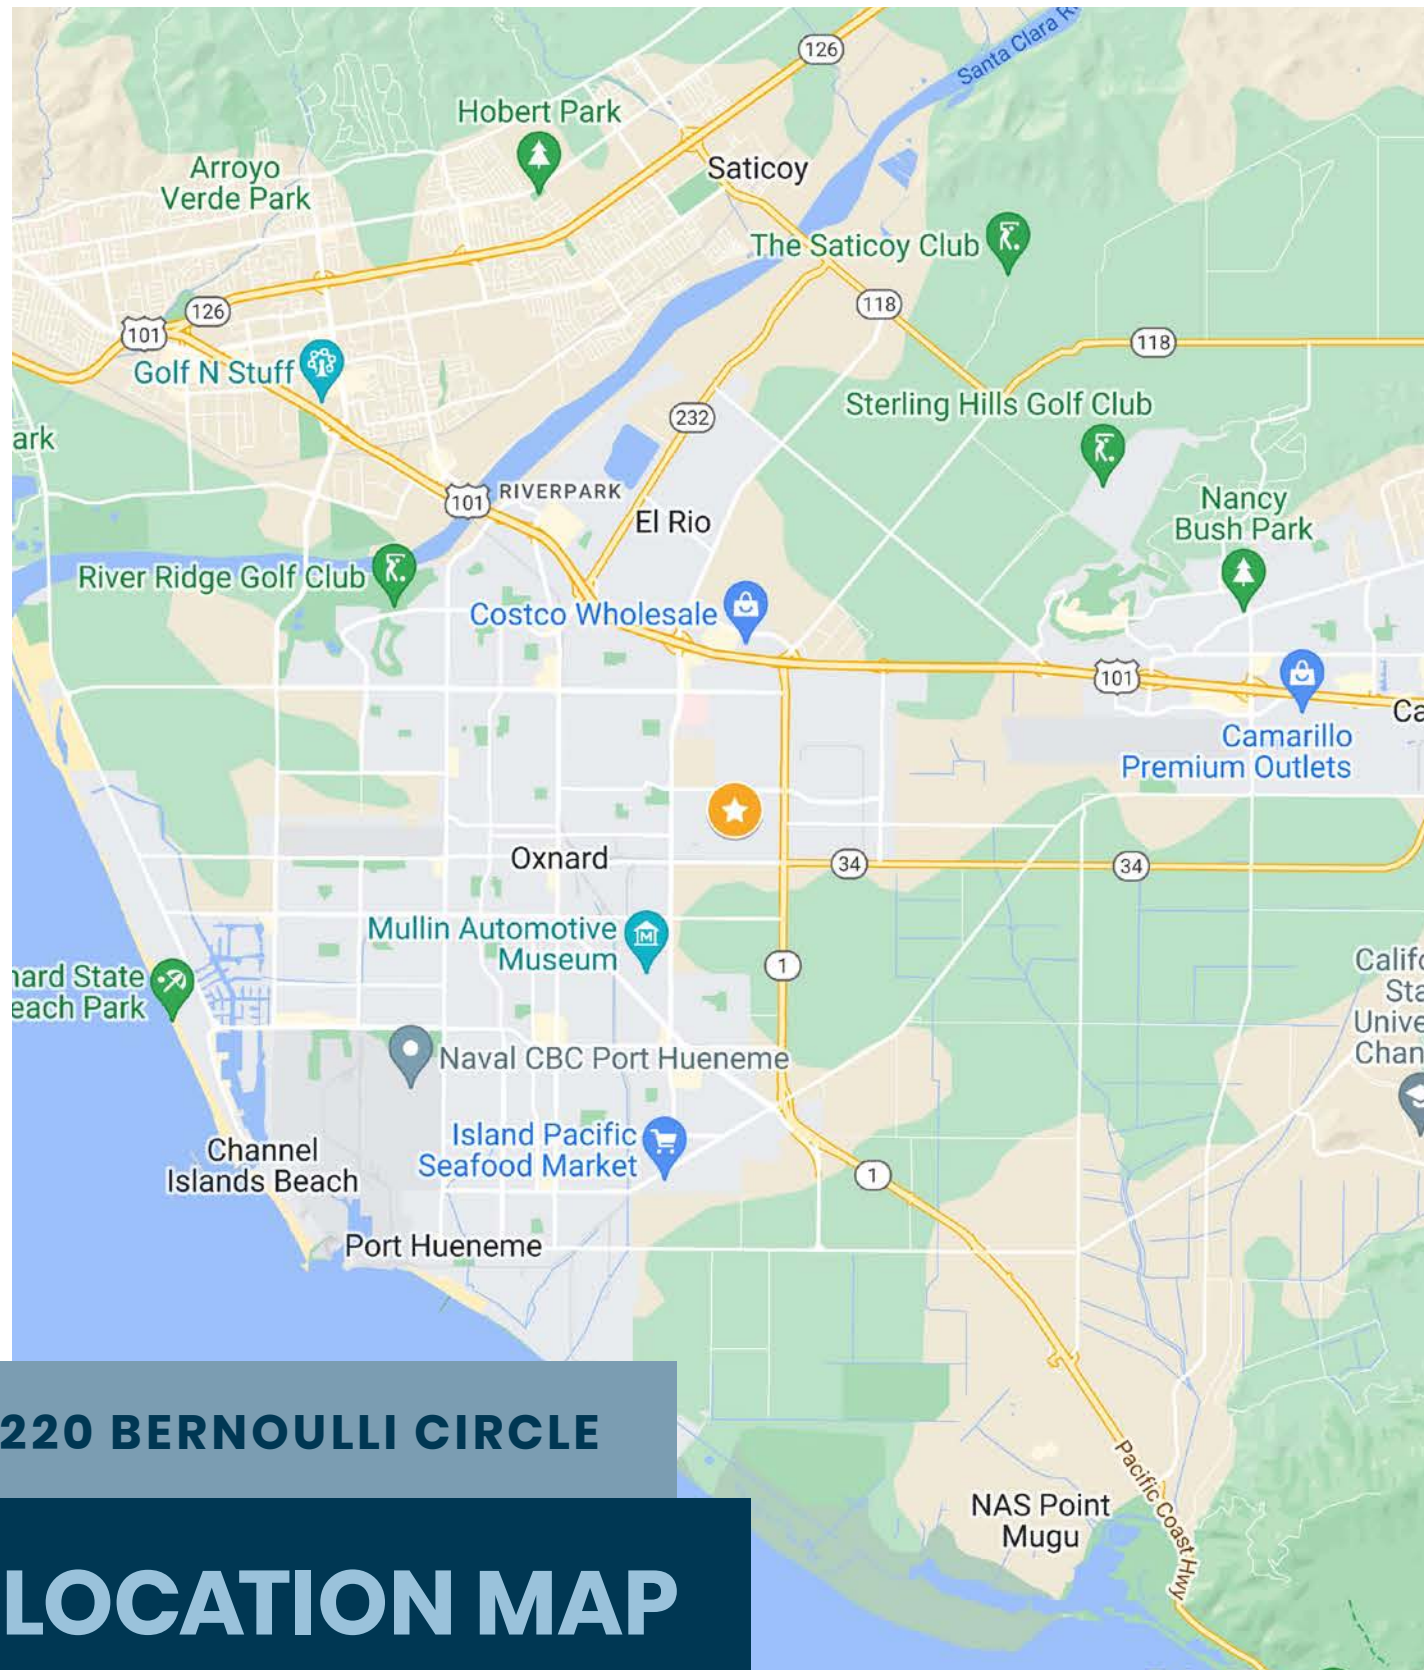 126
Santa Clara R
Hobert Park
Arroyo
Verde Park
Saticoy
The Saticoy Club
126
118
101
118
Golf N Stuff
Sterling Hills Golf Club
232
ark
101
RIVERPARK
Nancy
Bush Park
El Rio
River Ridge Golf Club
Costco Wholesale
101
Ca
Camarillo
Premium Outlets
Oxnard
34
34
Mullin Automotive
Museum
1
Califo
Sta
Unive
Chan
nard State
each Park
Naval CBC Port Hueneme
Island Pacific
Seafood Market
Channel
Islands Beach
1
Port Hueneme
220 BERNOULLI CIRCLE
Pacific Coast Hwy
NAS Point
Mugu
LOCATION MAP